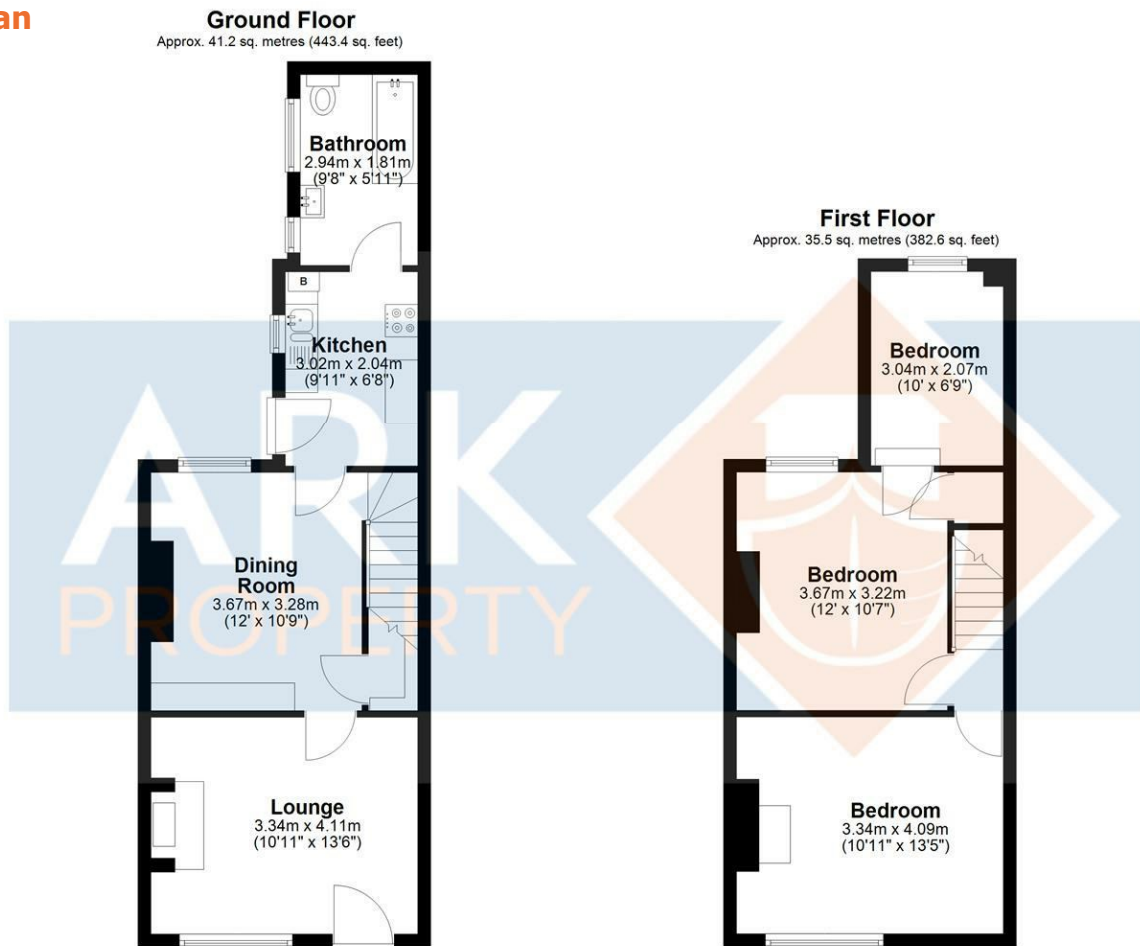 an
Ground Floor
Approx. 41.2 sq. metres (443.4 sq. feet)
Bathroom
2.94m x 1.81m
(9'8" x 5'11")
B
Kitchen
3.02m x 2.04m
(9'11" x 6'8")
Dining
Room
3.67m x 3.28m
(12' x 10'9")
Lounge
3.34m x 4.11m
(10'11" x 13'6")
First Floor
Approx. 35.5 sq. metres (382.6 sq. feet)
Bedroom
3.04m x 2.07m
(10' x 6'9")
Bedroom
3.67m x 3.22m
(12' x 10'7")
Bedroom
3.34m x 4.09m
(10'11" x 13'5")
ARK
PROPERTY